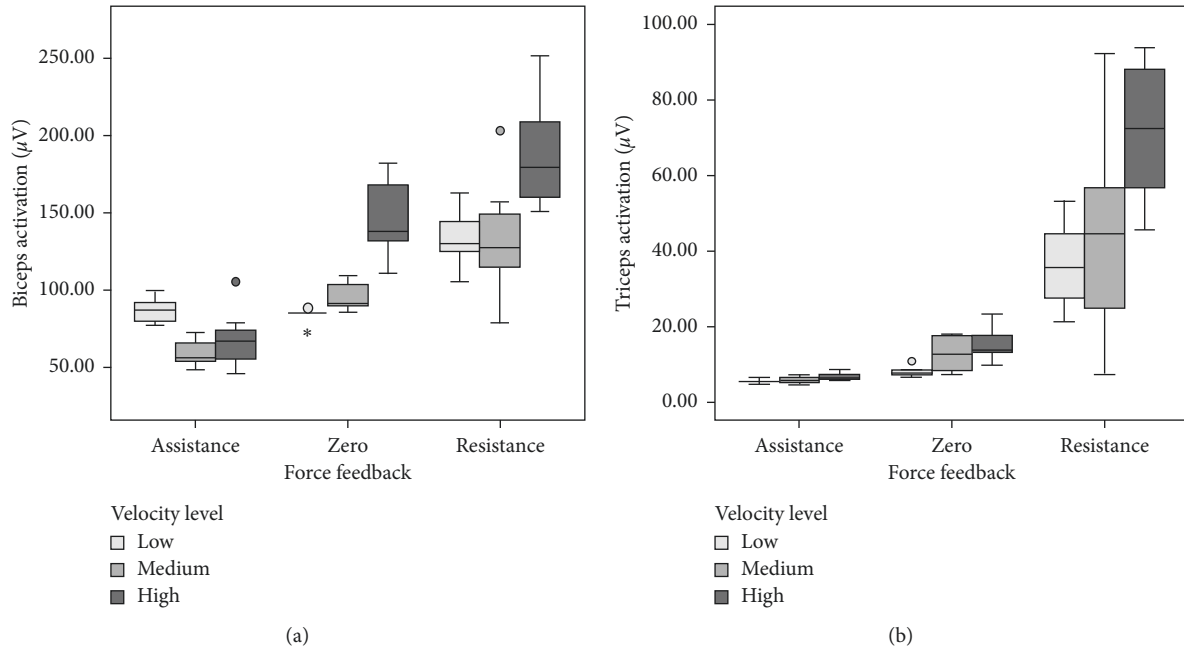 Biceps activation (μV)
250.00
200.00
150.00
100.00
50.00
*
Assistance Zero Resistance
Force feedback
Velocity level
Low
Medium
High
(a)
Triceps activation (μV)
100.00
80.00
60.00
40.00
20.00
0.00
Assistance Zero Resistance
Force feedback
Velocity level
Low
Medium
High
(b)